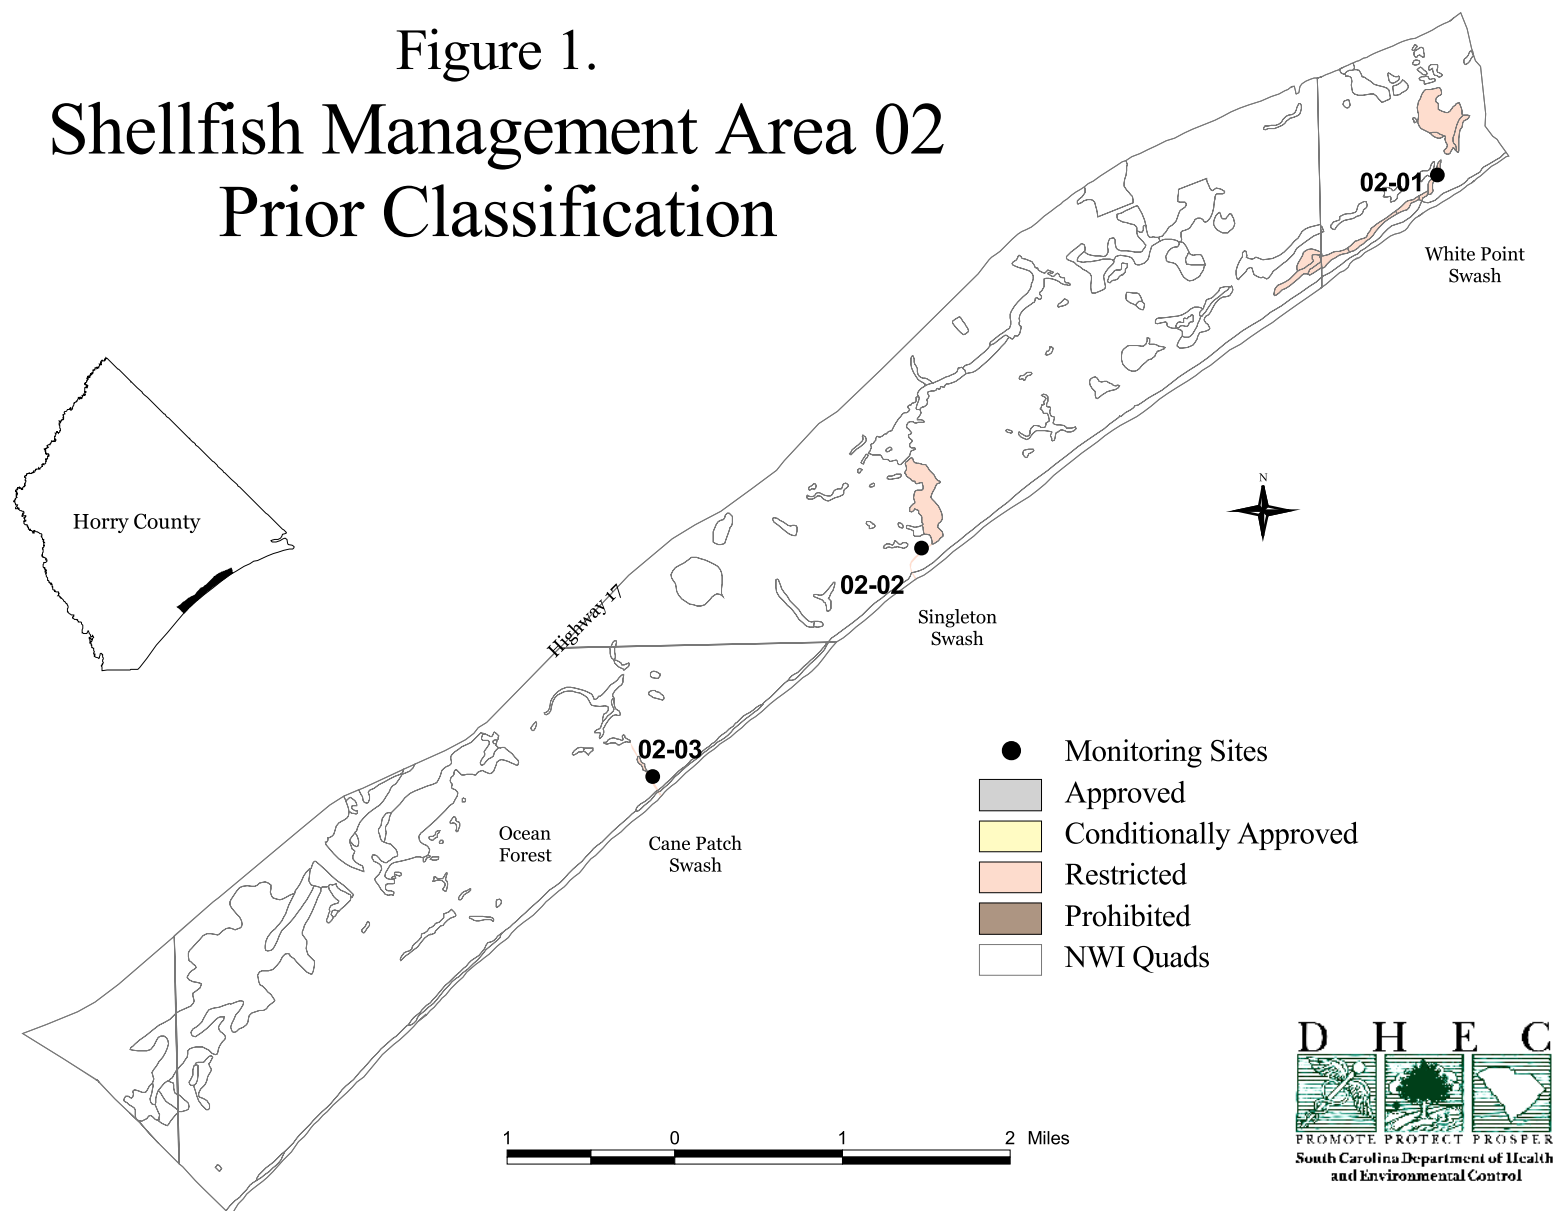 Figure 1.
Shellfish Management Area 02
Prior Classification
02-01
White Point
Swash
Horry County
N
02-02
Highway 17
Singleton
Swash
02-03
Ocean
Forest
Cane Patch
Swash
Monitoring Sites
Approved
Conditionally Approved
Restricted
Prohibited
NWI Quads
D H E C
PROMOTE PROTECT PROSPER
South Carolina Department of Health
and Environmental Control
1 0 1 2 Miles